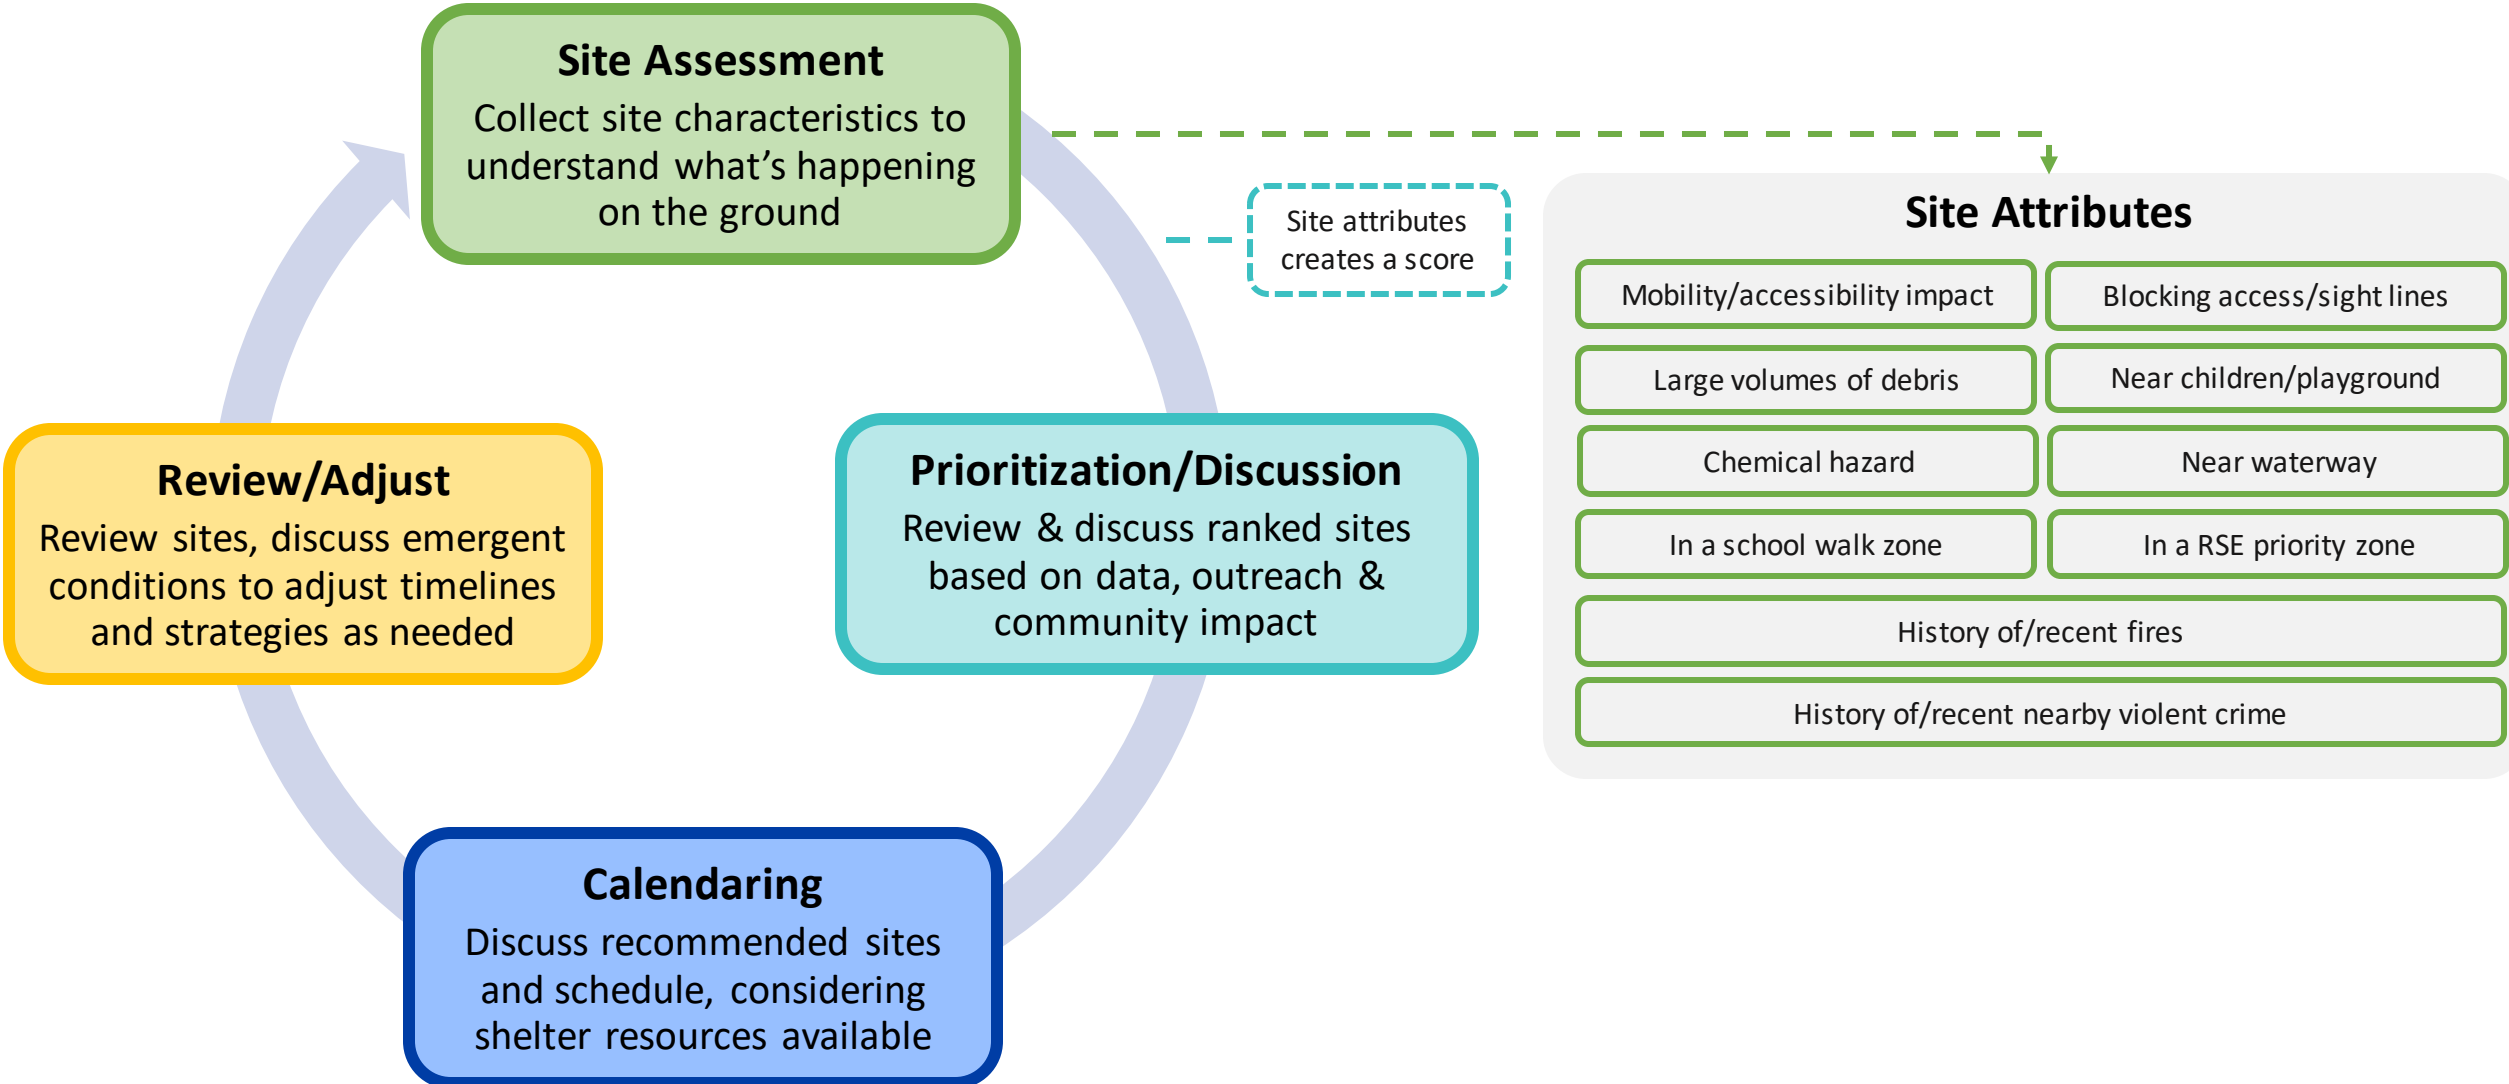 Site Assessment
Collect site characteristics to
understand what's happening
on the ground
Site attributes
creates a score
Prioritization/Discussion
Review & discuss ranked sites
based on data, outreach &
community impact
Calendaring
Discuss recommended sites
and schedule, considering
shelter resources available
Review/Adjust
Review sites, discuss emergent
conditions to adjust timelines
and strategies as needed
Site Attributes
Mobility/accessibility impact
Blocking access/sight lines
Large volumes of debris
Near children/playground
Chemical hazard
Near waterway
In a school walk zone
In a RSE priority zone
History of/recent fires
History of/recent nearby violent crime